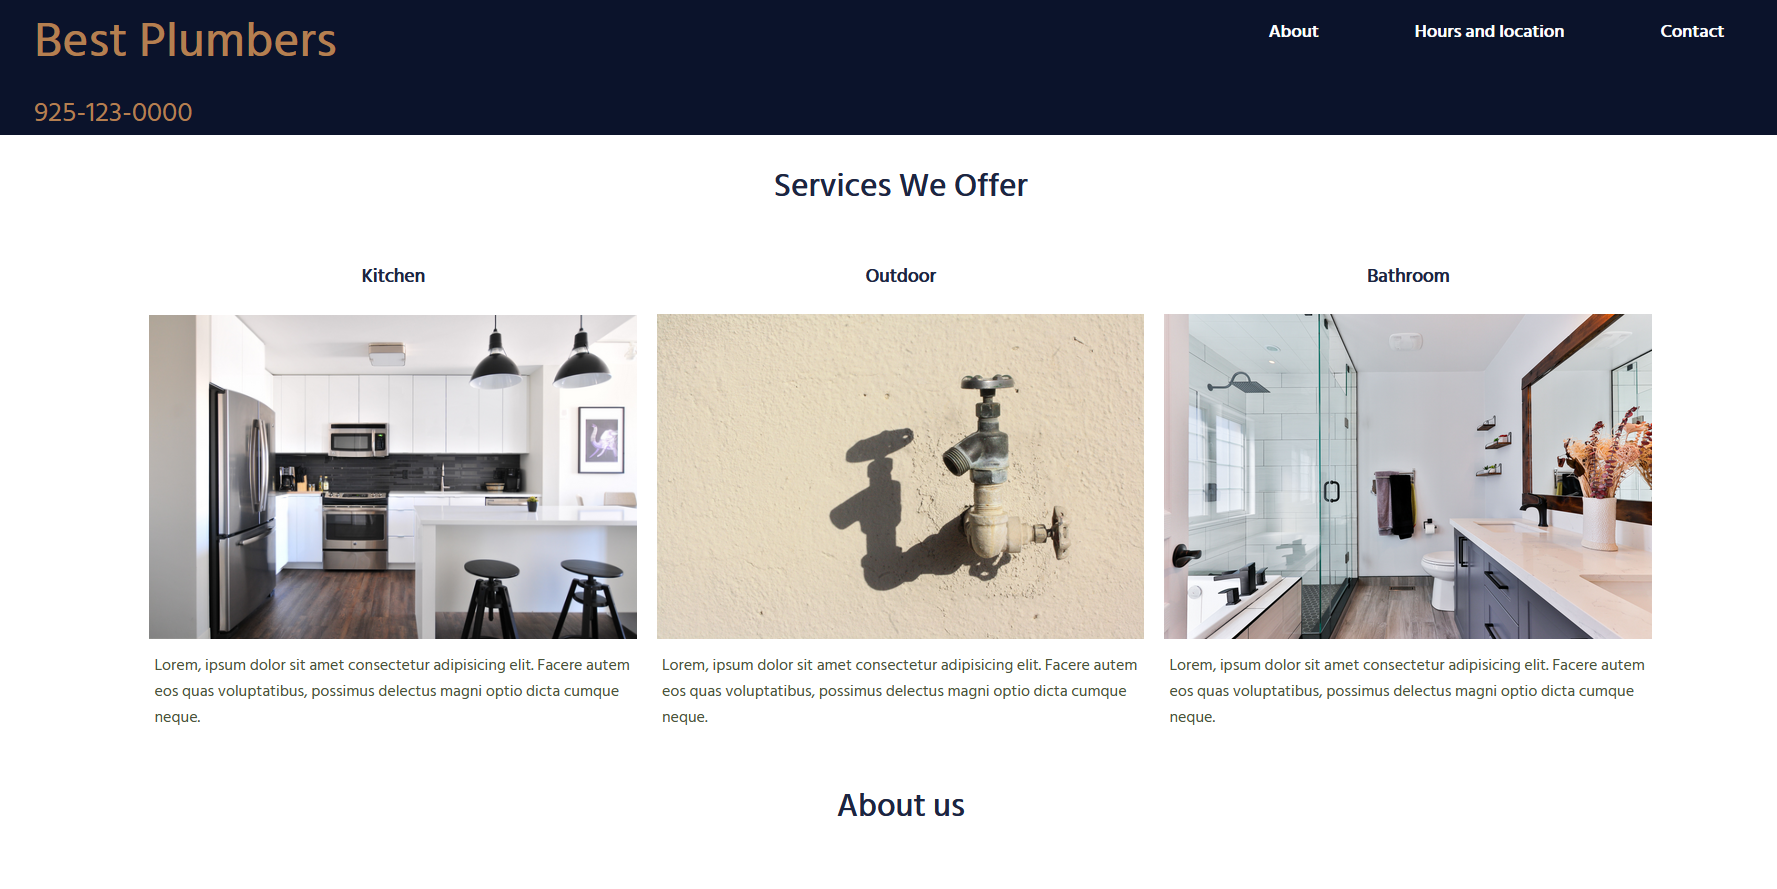 Best Plumbers
About
Hours and location
Contact
925-123-0000
Services We Offer
Kitchen
Outdoor
Bathroom
Lorem, ipsum dolor sit amet consectetur adipisicing elit. Facere autem
eos quas voluptatibus, possimus delectus magni optio dicta cumque
neque.
Lorem, ipsum dolor sit amet consectetur adipisicing elit. Facere autem
eos quas voluptatibus, possimus delectus magni optio dicta cumque
neque.
Lorem, ipsum dolor sit amet consectetur adipisicing elit. Facere autem
eos quas voluptatibus, possimus delectus magni optio dicta cumque
neque.
About us